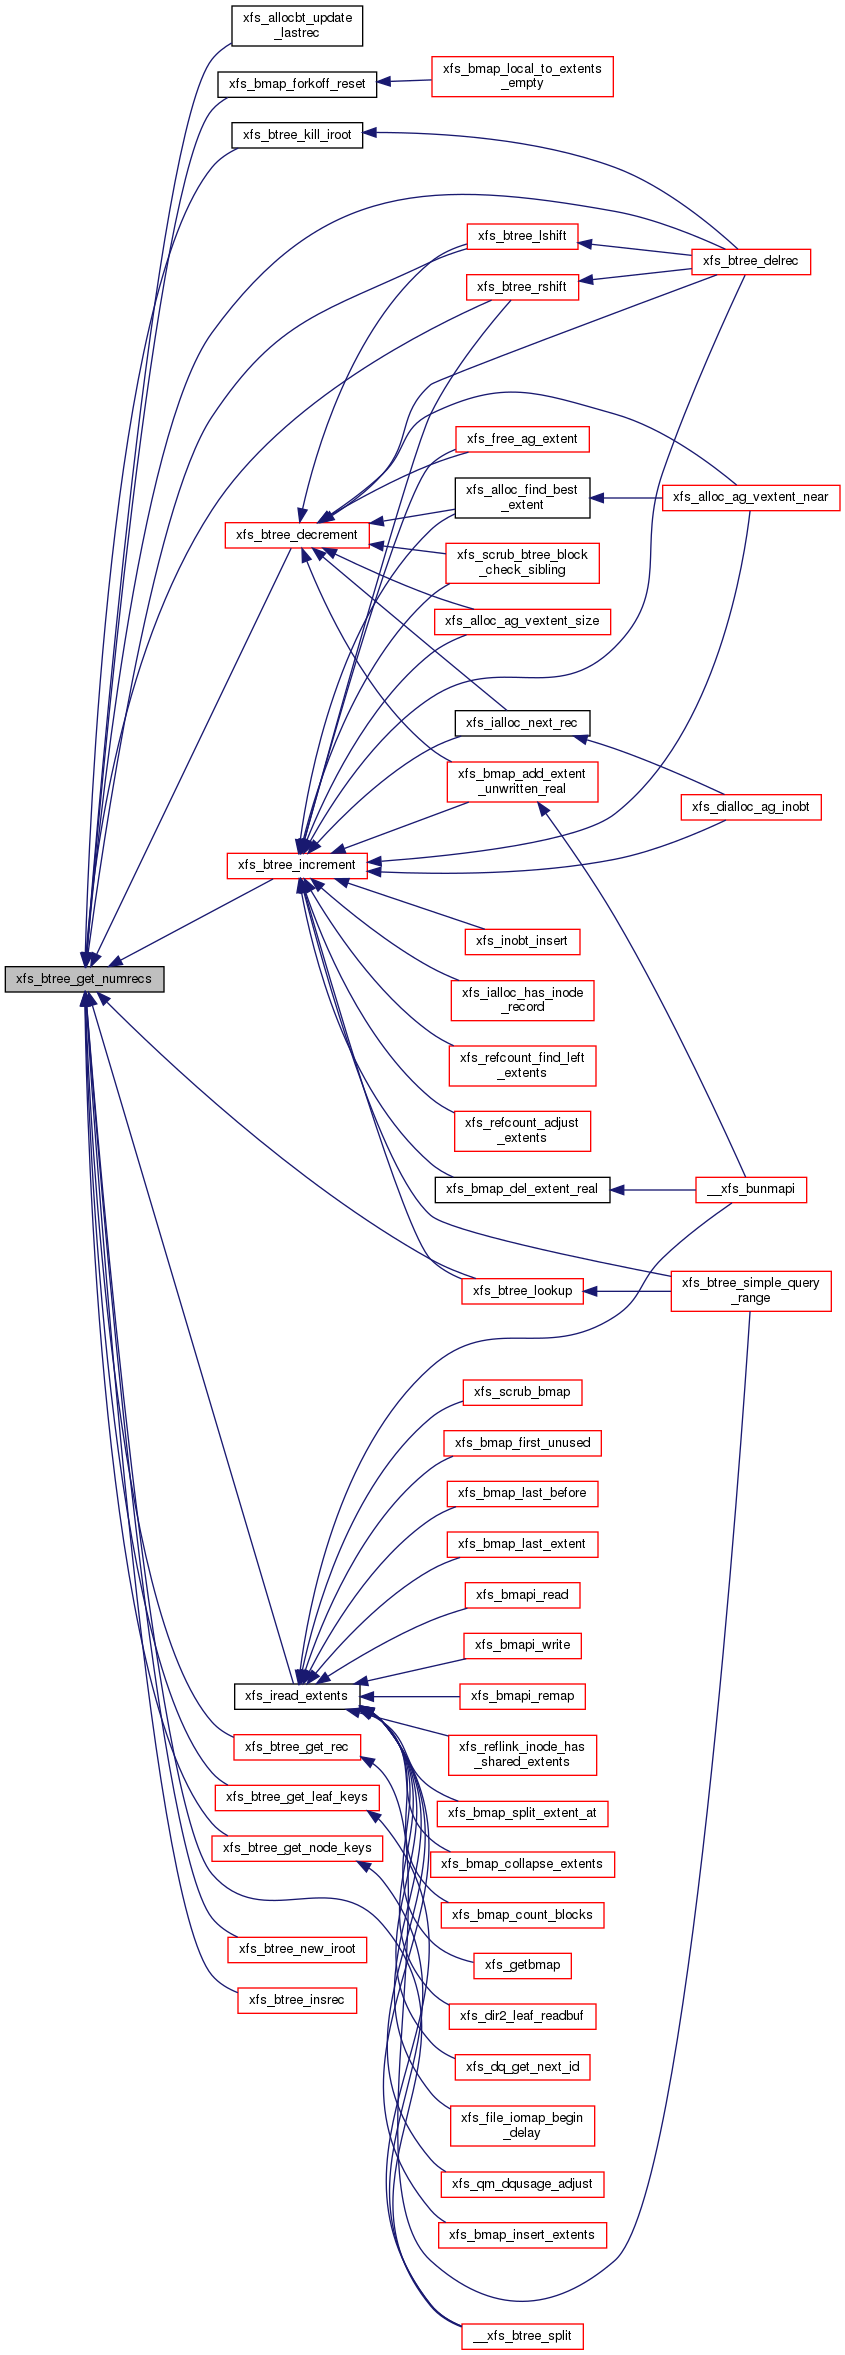 xfs_allocbt_update
_lastrec
xfs_bmap_forkoff_reset
xfs_bmap_local_to_extents
_empty
xfs_btree_kill_iroot
xfs_btree_lshift
xfs_btree_delrec
xfs_btree_rshift
xfs_free_ag_extent
xfs_alloc_find_best
_extent
xfs_alloc_ag_vextent_near
xfs_btree_decrement
xfs_scrub_btree_block
_check_sibling
xfs_alloc_ag_vextent_size
xfs_ialloc_next_rec
xfs_bmap_add_extent
_unwritten_real
xfs_dialloc_ag_inobt
xfs_btree_increment
xfs_inobt_insert
xfs_btree_get_numrecs
xfs_ialloc_has_inode
_record
xfs_refcount_find_left
_extents
xfs_refcount_adjust
_extents
xfs_bmap_del_extent_real
__xfs_bunmapi
xfs_btree_lookup
xfs_btree_simple_query
_range
xfs_scrub_bmap
xfs_bmap_first_unused
xfs_bmap_last_before
xfs_bmap_last_extent
xfs_bmapi_read
xfs_bmapi_write
xfs_iread_extents
xfs_bmapi_remap
xfs_btree_get_rec
xfs_reflink_inode_has
_shared_extents
xfs_btree_get_leaf_keys
xfs_bmap_split_extent_at
xfs_btree_get_node_keys
xfs_bmap_collapse_extents
xfs_bmap_count_blocks
xfs_btree_new_iroot
xfs_getbmap
xfs_btree_insrec
xfs_dir2_leaf_readbuf
xfs_dq_get_next_id
xfs_file_iomap_begin
_delay
xfs_qm_dqusage_adjust
xfs_bmap_insert_extents
__xfs_btree_split